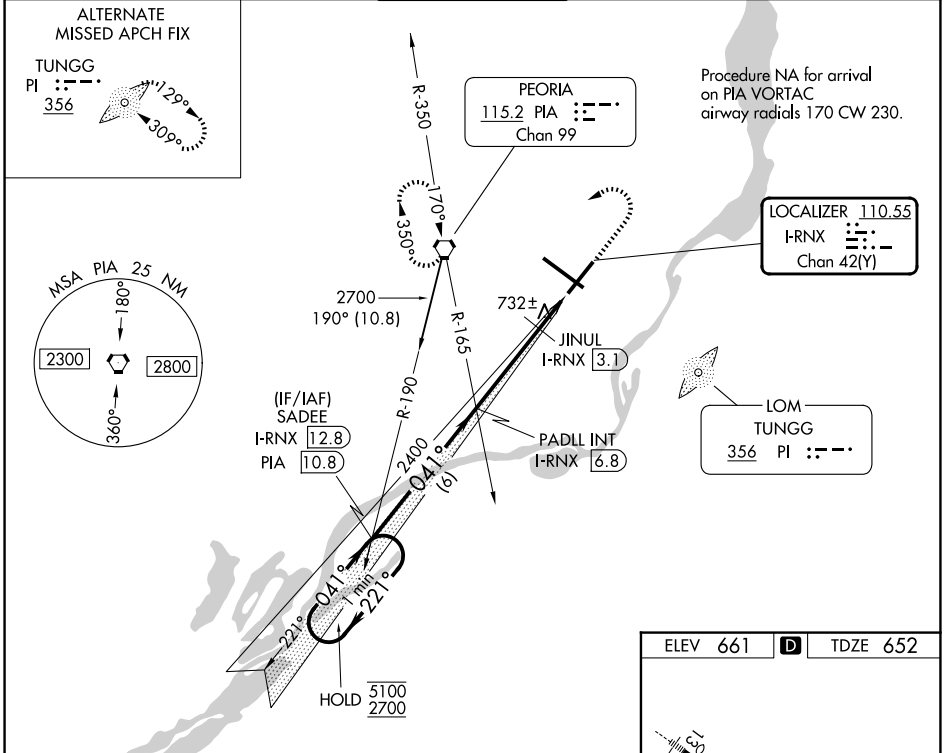 ALTERNATE
MISSED APCH FIX
TUNGG
PI
356
129°
309°
R-350
PEORIA
115.2 PIA
Chan 99
Procedure NA for arrival
on PIA VORTAC
airway radials 170 CW 230.
LOCALIZER 110.55
I-RNX
Chan 42(Y)
170°
350°
MSA PIA 25 NM
180°
2300
2800
360°
2700
190° (10.8)
R-165
R-190
732±
JINUL
I-RNX 3.1
(IF/IAF)
SADEE
I-RNX 12.8
PIA 10.8
2400
041°
(6)
PADLL INT
I-RNX 6.8
LOM
TUNGG
356 PI
041°
1 min
221°
221°
HOLD 5100
2700
ELEV 661 D TDZE 652
130